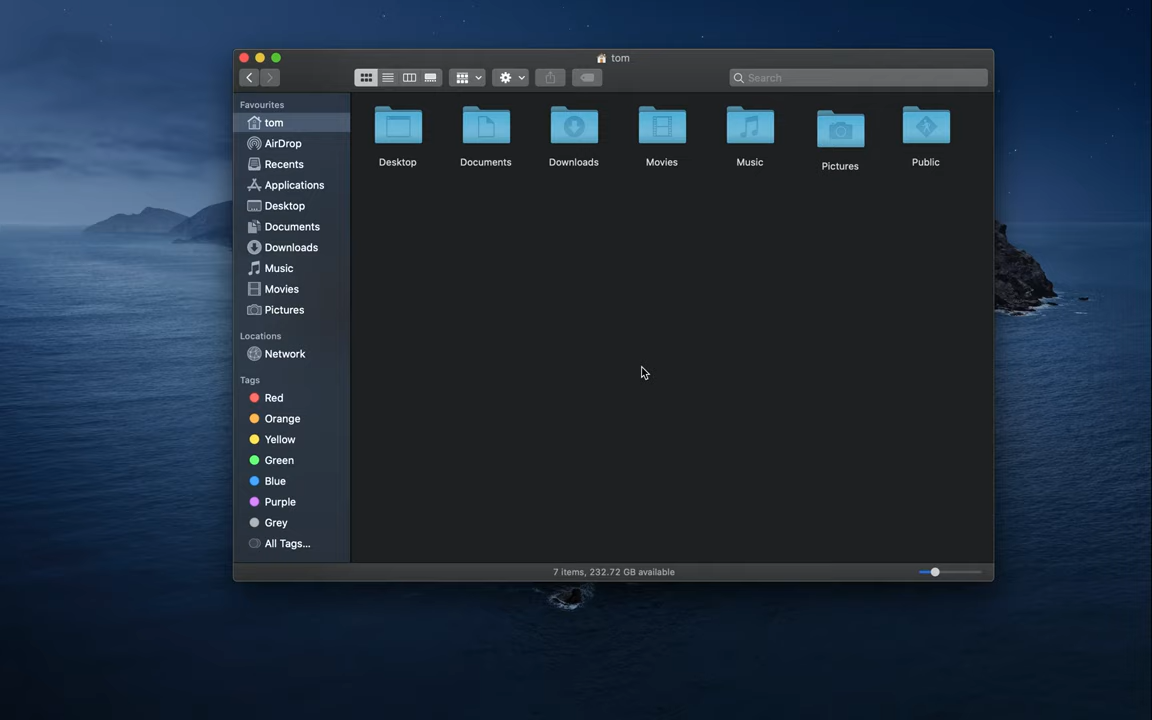 tom
Search
Favourites
tom
AirDrop
Recents
Applications
Desktop
Documents
Downloads
Music
Movies
Pictures
Locations
Network
Tags
Red
Orange
Yellow
Green
Blue
Purple
Grey
All Tags...
Desktop
Documents
Downloads
Movies
Music
Pictures
Public
7 items, 232.72 GB available